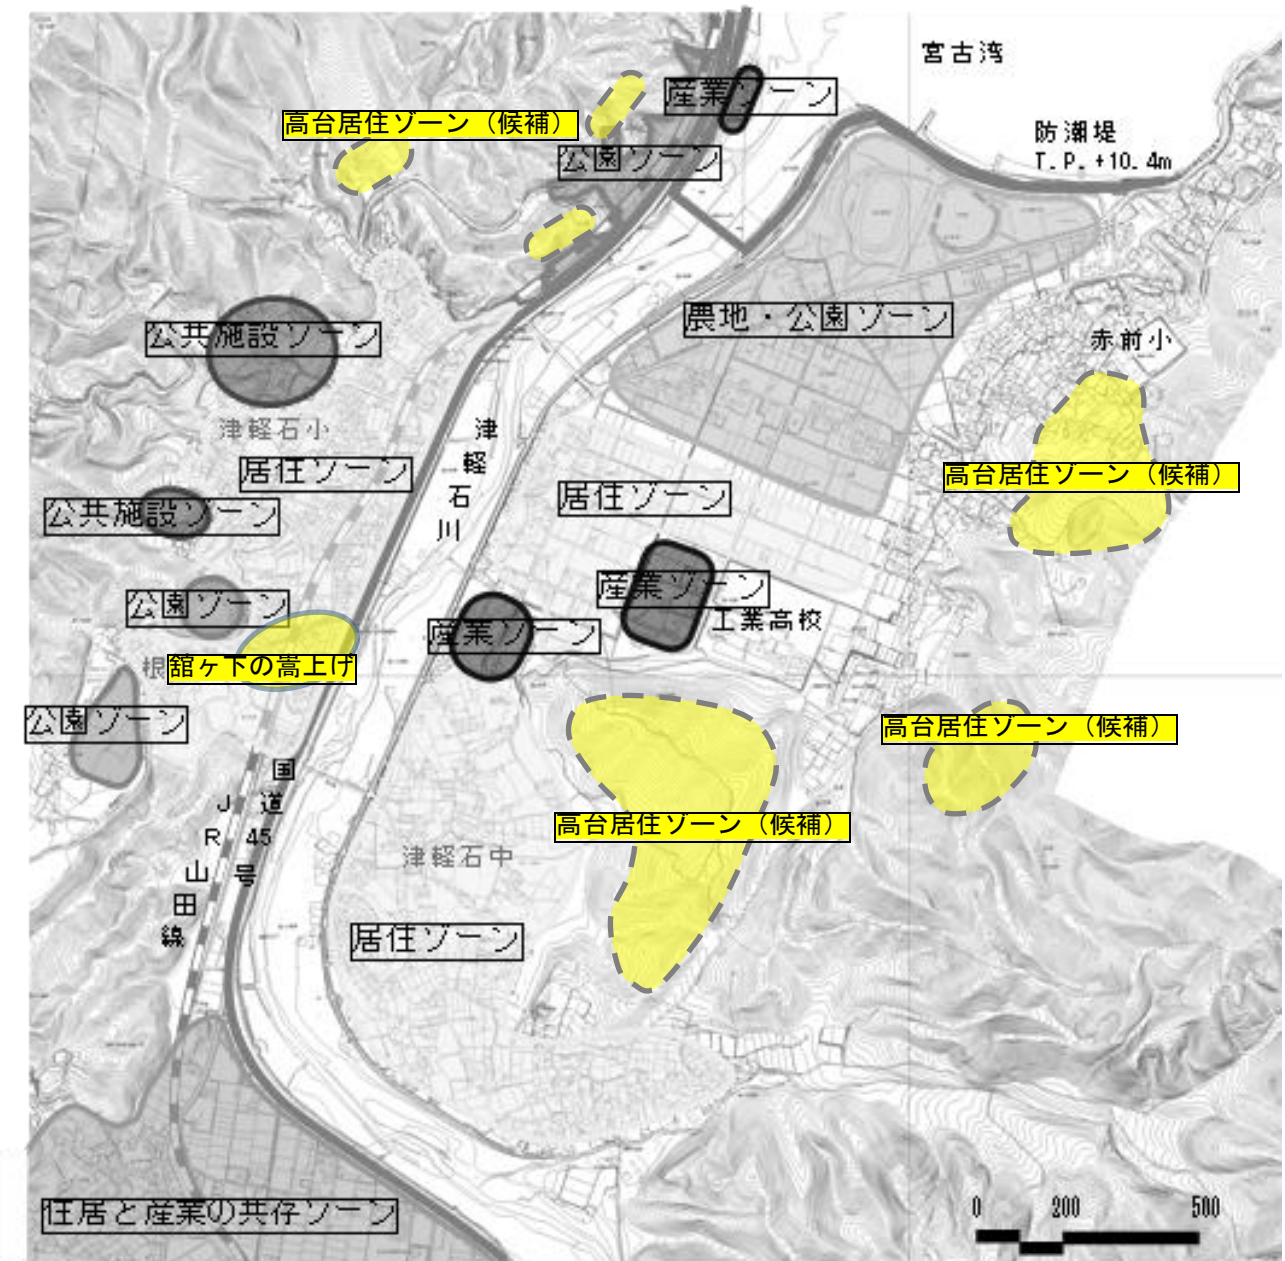 宮古湾
産業ゾーン
高台居住ゾーン（候補）
防潮堤
T.P.+10.4m
公園ゾーン
農地・公園ゾーン
公共施設ゾーン
赤前小
津軽石小
津軽石川
居住ゾーン
高台居住ゾーン（候補）
公共施設ゾーン
居住ゾーン
産業ゾーン
公園ゾーン
工業高校
産業ゾーン
根
舘ヶ下の嵩上げ
公園ゾーン
高台居住ゾーン（候補）
国道45号
JR山田線
高台居住ゾーン（候補）
津軽石中
居住ゾーン
住居と産業の共存ゾーン
0 200 500